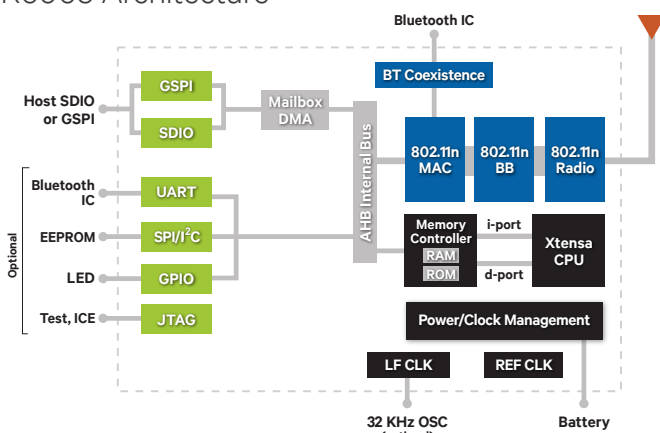 Architecture
Bluetooth IC
GSPI
BT Coexistence
Host SDIO
or GSPI
Mailbox
DMA
SDIO
AHB Internal Bus
802.11n
MAC
802.11n
BB
802.11n
Radio
Optional
Bluetooth
IC
UART
EEPROM
SPI/I²C
LED
GPIO
Test, ICE
JTAG
Memory
Controller
RAM
ROM
i-port
d-port
Xtensa
CPU
Power/Clock Management
LF CLK
REF CLK
32 KHz OSC
Battery